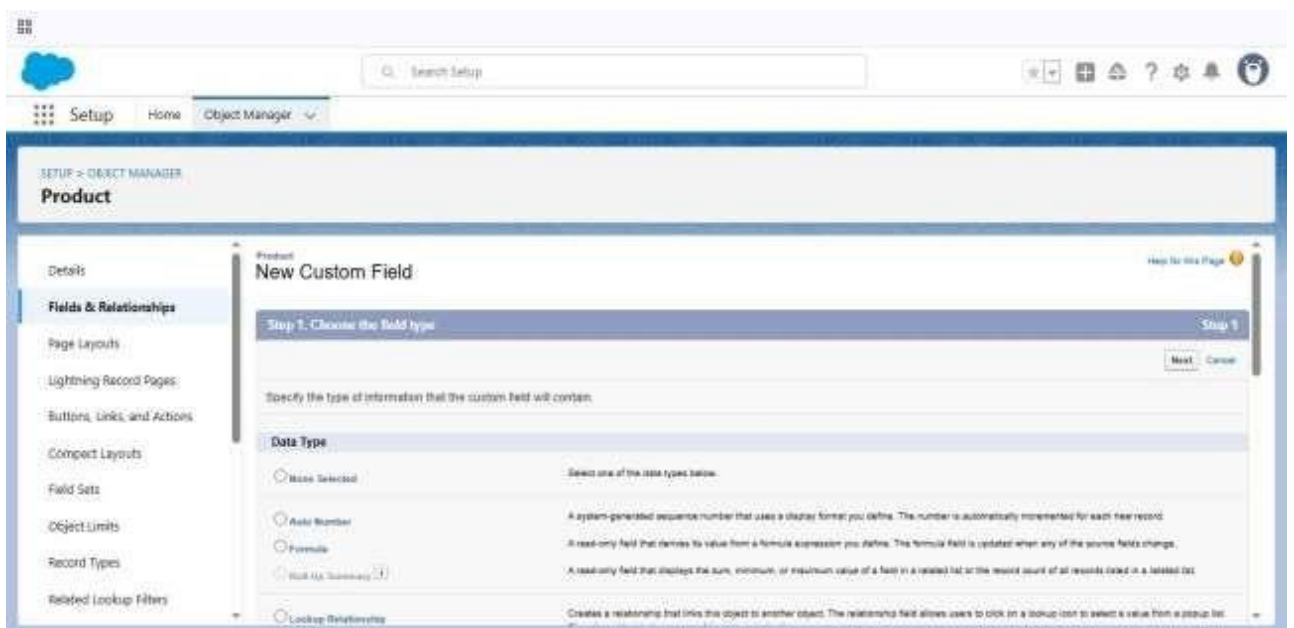 Search Setup
Setup Home Object Manager
SETUP > OBJECT MANAGER
Product
Details
Fields & Relationships
Page Layouts
Lightning Record Pages
Buttons, Links, and Actions
Compact Layouts
Field Sets
Object Limits
Record Types
Related Lookup Filters
Product
New Custom Field
Help for this Page
Step 1. Choose the field type Step 1
Next Cancel
Specify the type of information that the custom field will contain.
Data Type
None Selected Select one of the data types below.
Auto Number A system-generated sequence number that uses a display format you define. The number is automatically incremented for each new record.
Formula A read-only field that derives its value from a formula expression you define. The formula field is updated when any of the source fields change.
Roll-Up Summary A read-only field that displays the sum, minimum, or maximum value of a field in a related list or the record count of all records listed in a related list.
Lookup Relationship Creates a relationship that links this object to another object. The relationship field allows users to click on a lookup icon to select a value from a popup list.